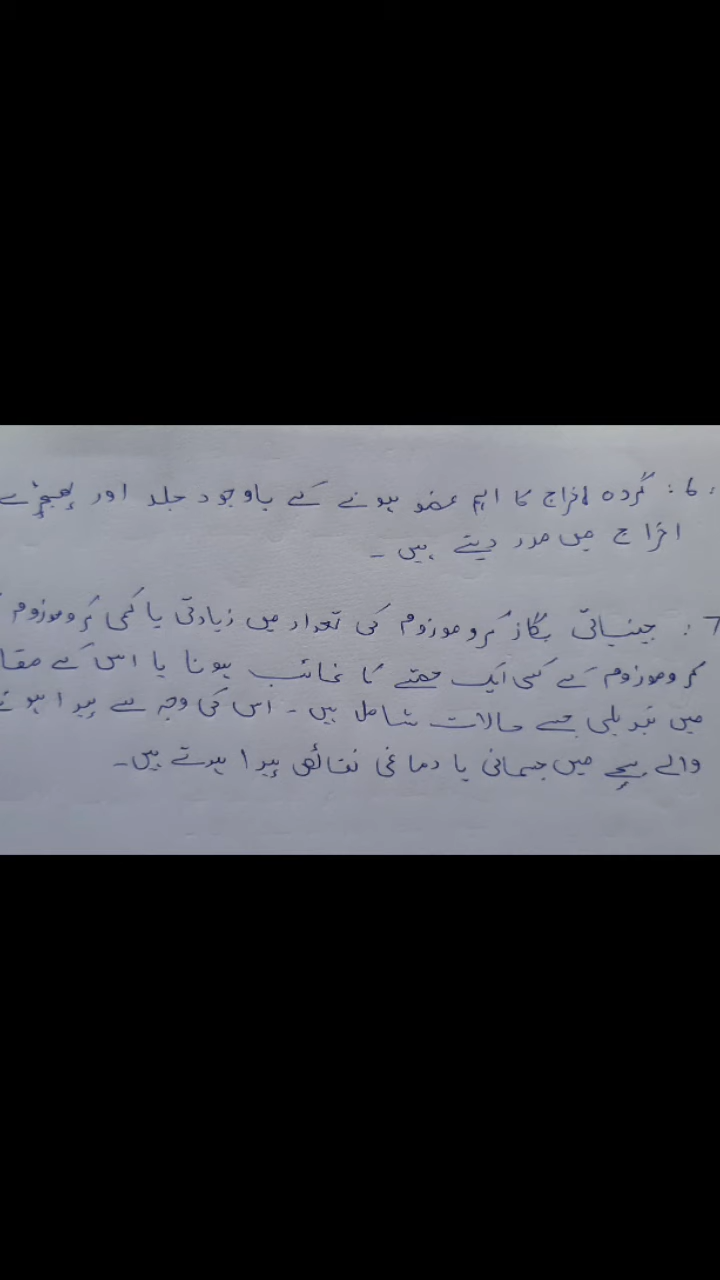 6: گردہ اخراج کا اہم عضو ہونے کے باوجود جلد اور پھیپھڑے
اخراج میں مدد دیتے ہیں ۔
7: جینیاتی بگاڑ کروموزوم کی تعداد میں زیادتی یا کمی کروموزوم
کروموزوم کے کسی ایک حصّے کا غائب ہونا یا اس کے
میں تبدیلی جیسے حالات شامل ہیں ۔ اس کی وجہ سے پیدا ہونے
والے بچے میں جسمانی یا دماغی نقائص پیدا ہوتے ہیں۔